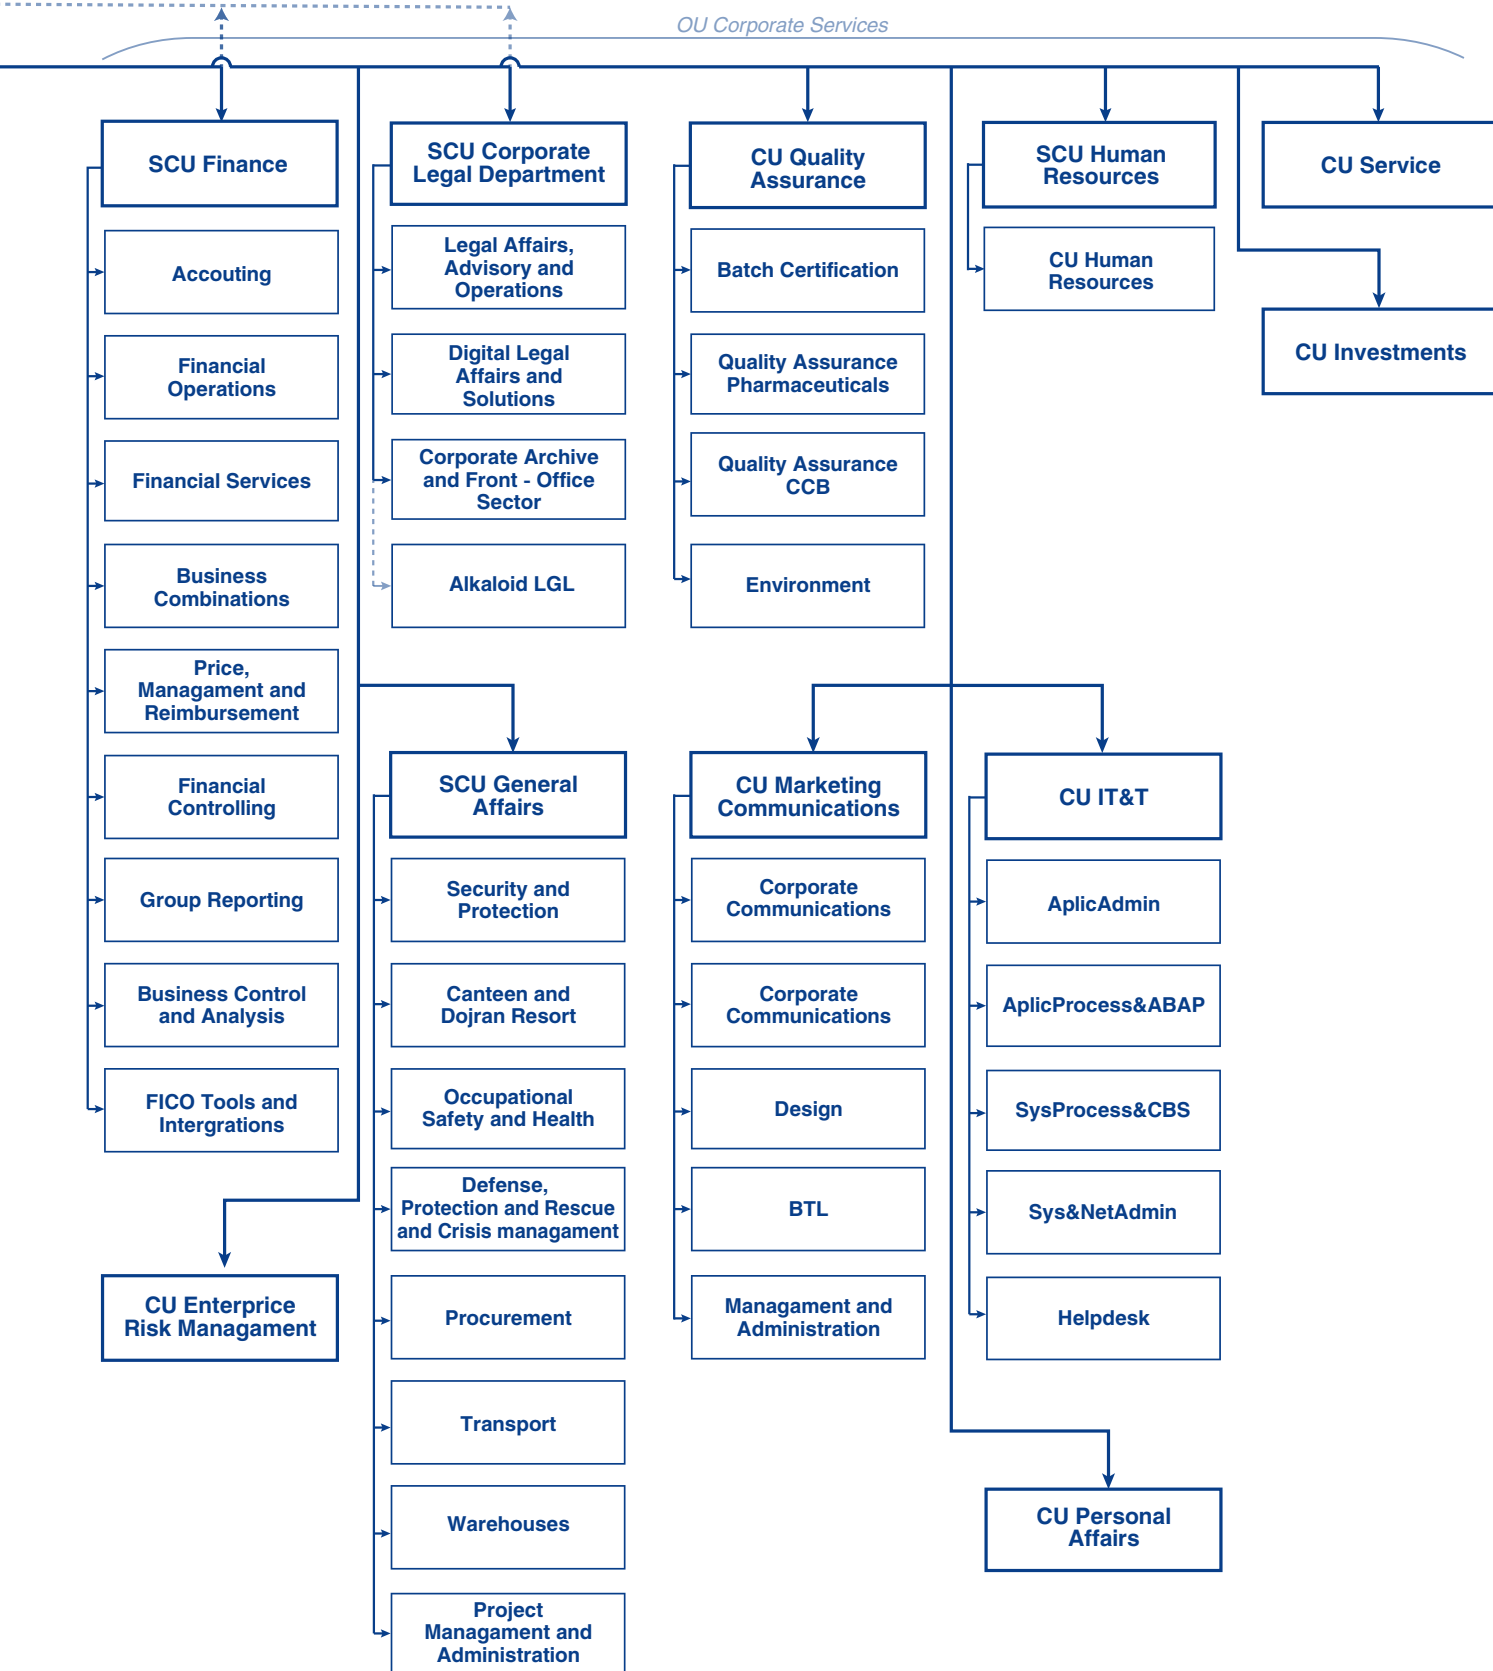 OU Corporate Services
SCU Finance
Accouting
Financial
Operations
Financial Services
Business
Combinations
Price,
Managament and
Reimbursement
Financial
Controlling
Group Reporting
Business Control
and Analysis
FICO Tools and
Intergrations
CU Enterprice
Risk Managament
SCU Corporate
Legal Department
Legal Affairs,
Advisory and
Operations
Digital Legal
Affairs and
Solutions
Corporate Archive
and Front - Office
Sector
Alkaloid LGL
SCU General
Affairs
Security and
Protection
Canteen and
Dojran Resort
Occupational
Safety and Health
Defense,
Protection and Rescue
and Crisis managament
Procurement
Transport
Warehouses
Project
Managament and
Administration
CU Quality
Assurance
Batch Certification
Quality Assurance
Pharmaceuticals
Quality Assurance
CCB
Environment
CU Marketing
Communications
Corporate
Communications
Corporate
Communications
Design
BTL
Managament and
Administration
SCU Human
Resources
CU Human
Resources
CU IT&T
AplicAdmin
AplicProcess&ABAP
SysProcess&CBS
Sys&NetAdmin
Helpdesk
CU Personal
Affairs
CU Service
CU Investments